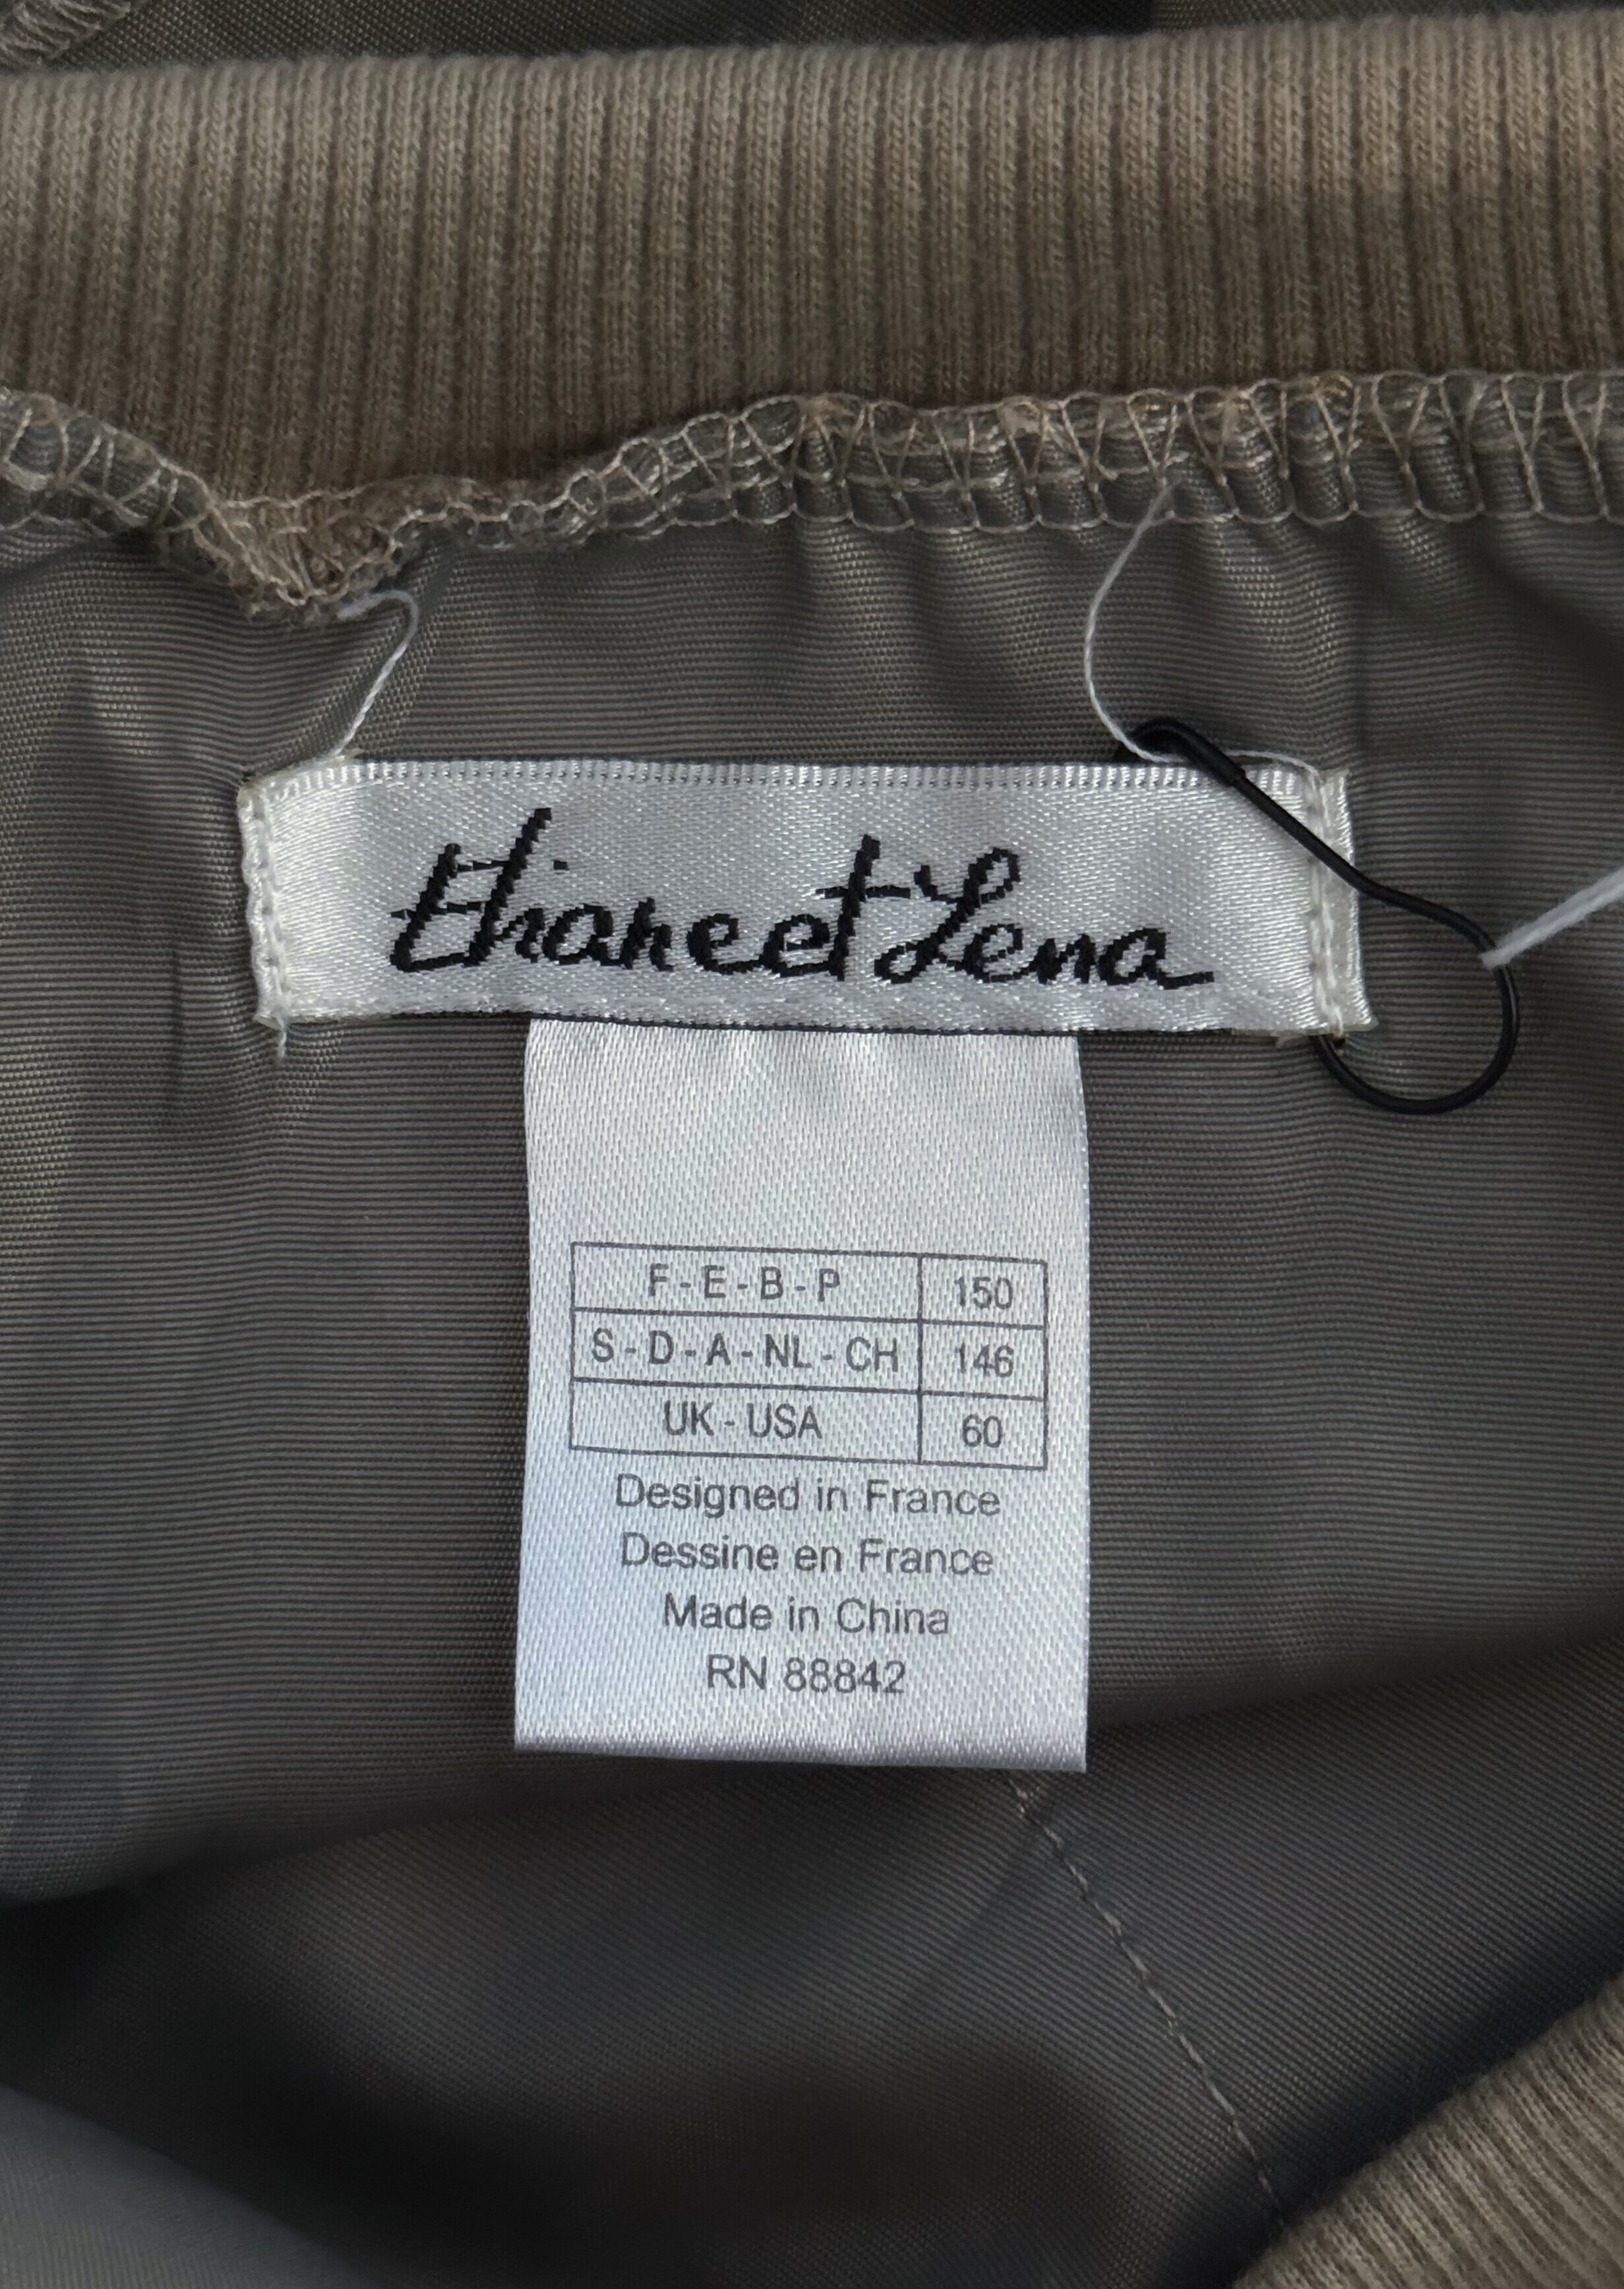 Eliane et Lena
F - E - B - P 150
S - D - A - NL - CH 146
UK - USA 60
Designed in France
Dessine en France
Made in China
RN 88842